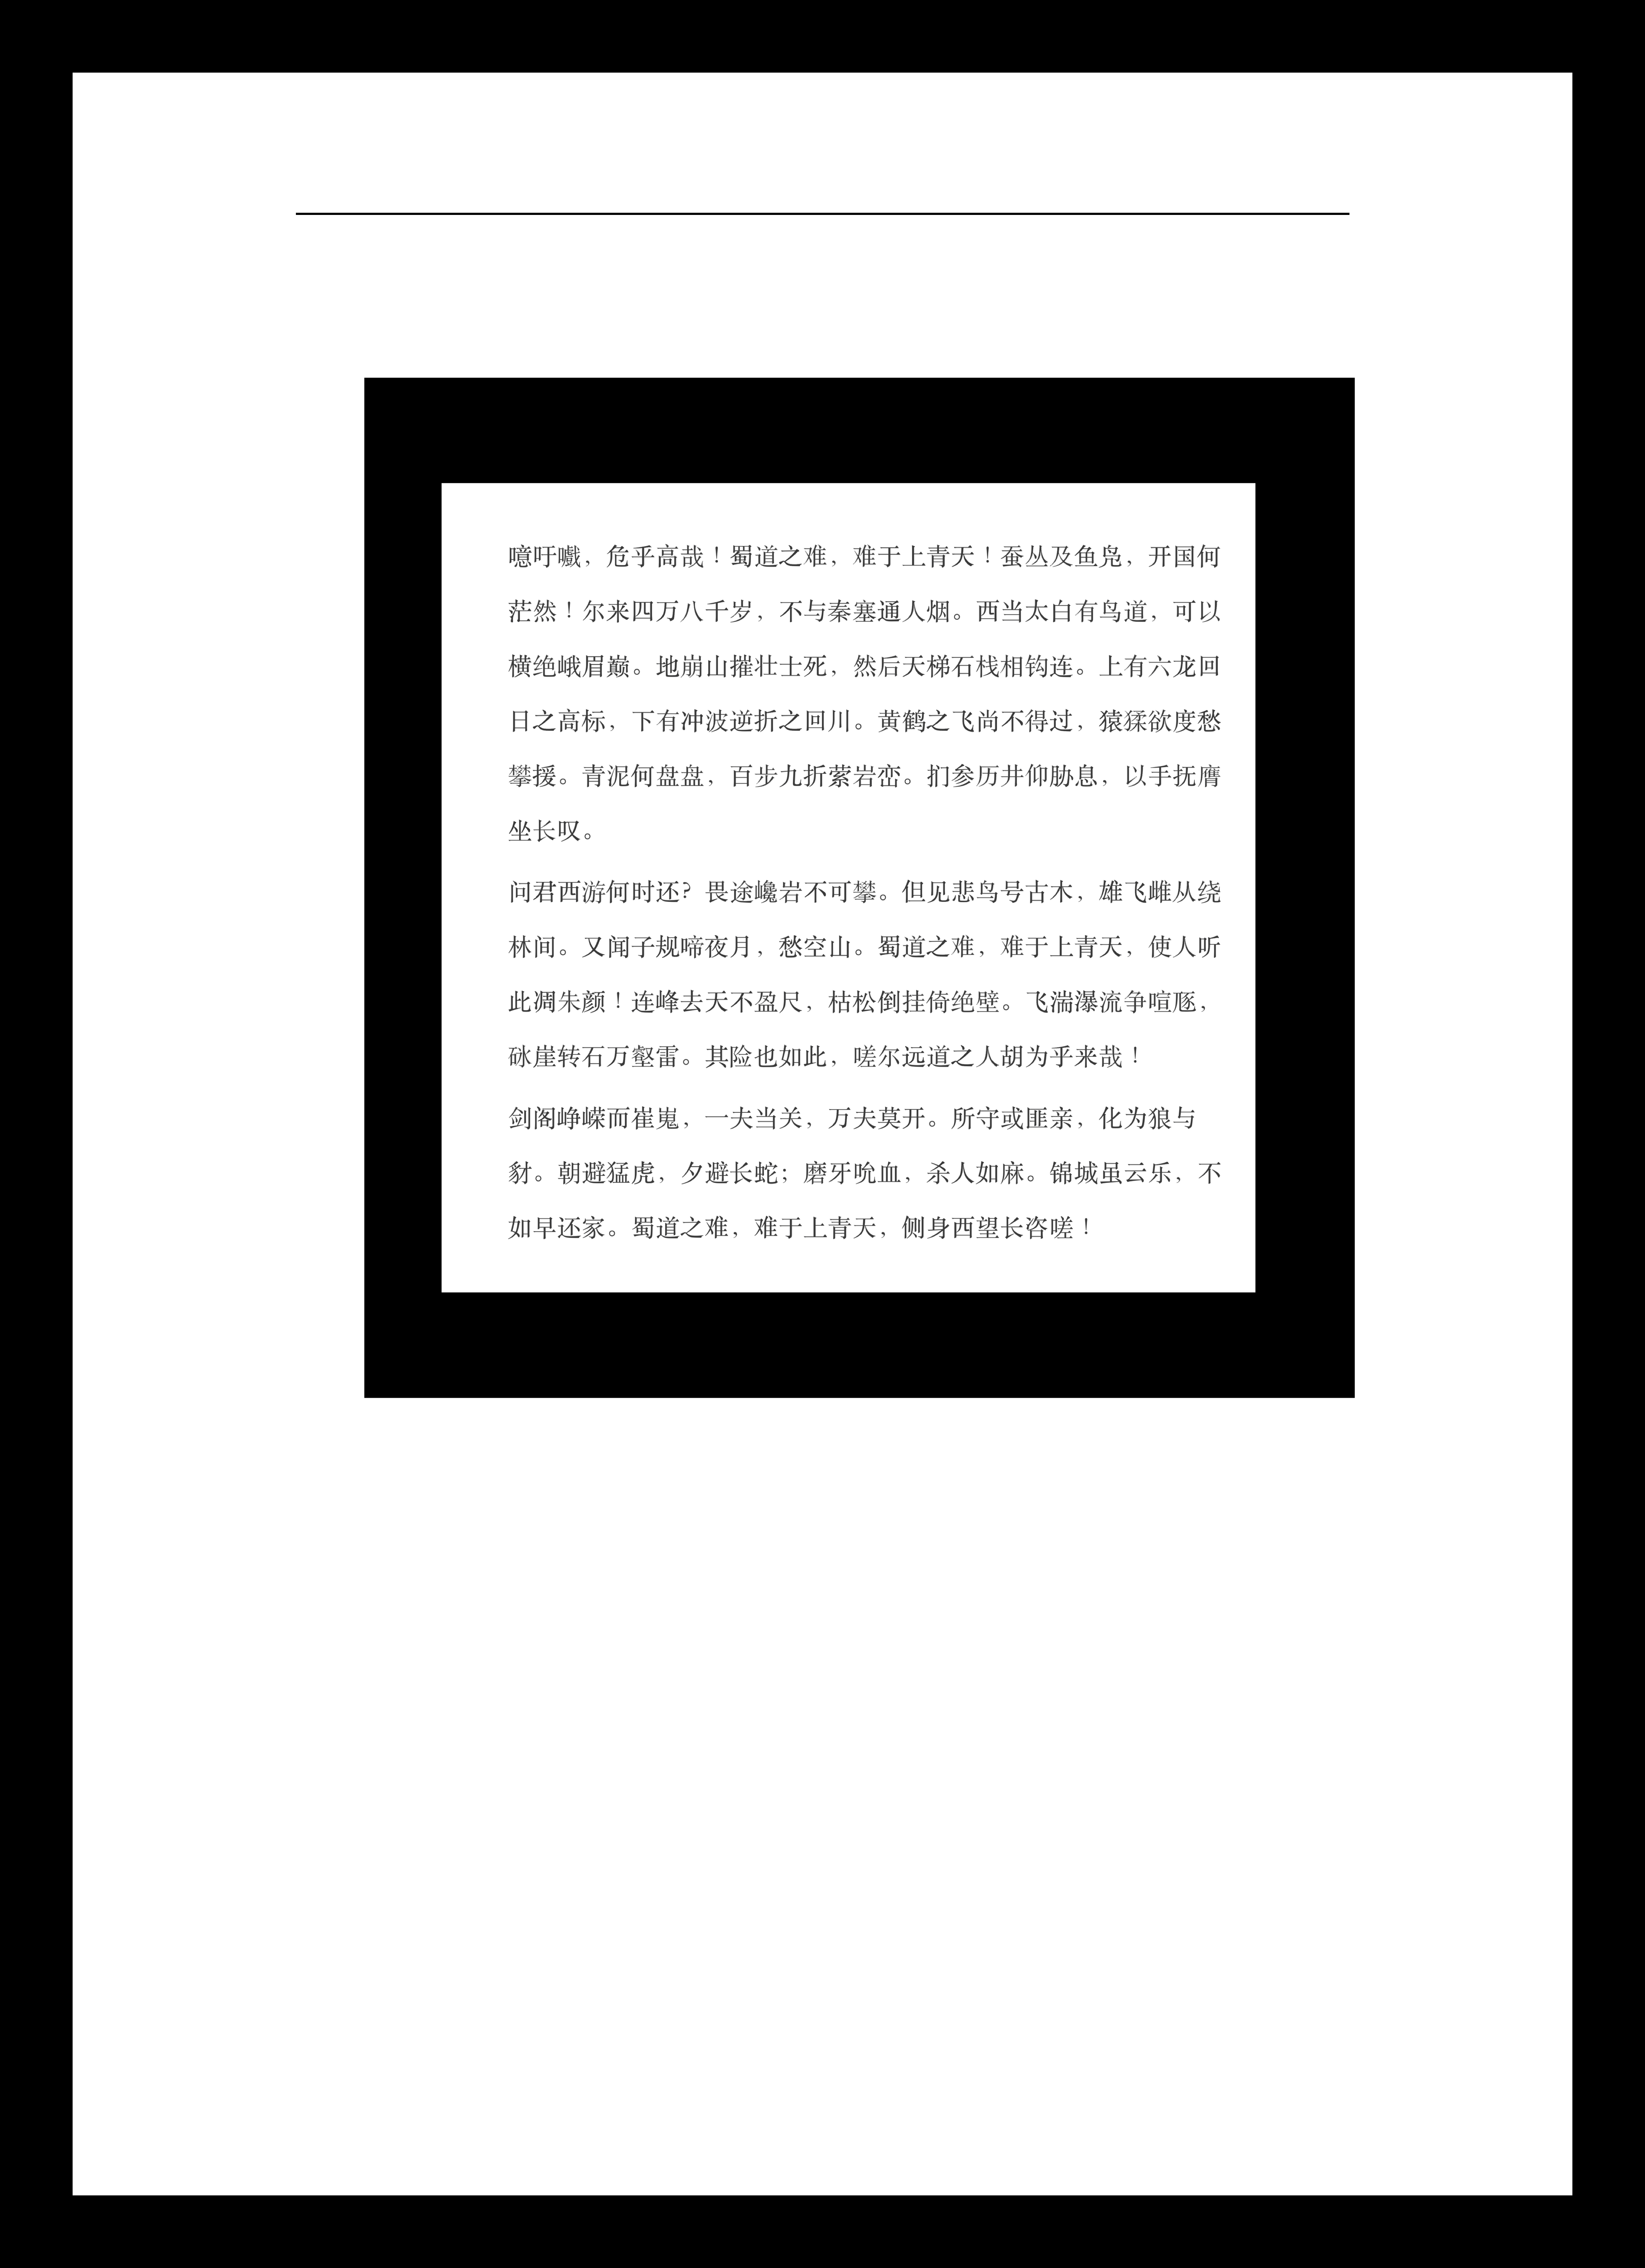 噫吁嚱，危乎高哉！蜀道之难，难于上青天！蚕丛及鱼凫，开国何
茫然！尔来四万八千岁，不与秦塞通人烟。西当太白有鸟道，可以
横绝峨眉巅。地崩山摧壮士死，然后天梯石栈相钩连。上有六龙回
日之高标，下有冲波逆折之回川。黄鹤之飞尚不得过，猿猱欲度愁
攀援。青泥何盘盘，百步九折萦岩峦。扪参历井仰胁息，以手抚膺
坐长叹。
问君西游何时还？畏途巉岩不可攀。但见悲鸟号古木，雄飞雌从绕
林间。又闻子规啼夜月，愁空山。蜀道之难，难于上青天，使人听
此凋朱颜！连峰去天不盈尺，枯松倒挂倚绝壁。飞湍瀑流争喧豗，
砯崖转石万壑雷。其险也如此，嗟尔远道之人胡为乎来哉！
剑阁峥嵘而崔嵬，一夫当关，万夫莫开。所守或匪亲，化为狼与
豺。朝避猛虎，夕避长蛇；磨牙吮血，杀人如麻。锦城虽云乐，不
如早还家。蜀道之难，难于上青天，侧身西望长咨嗟！